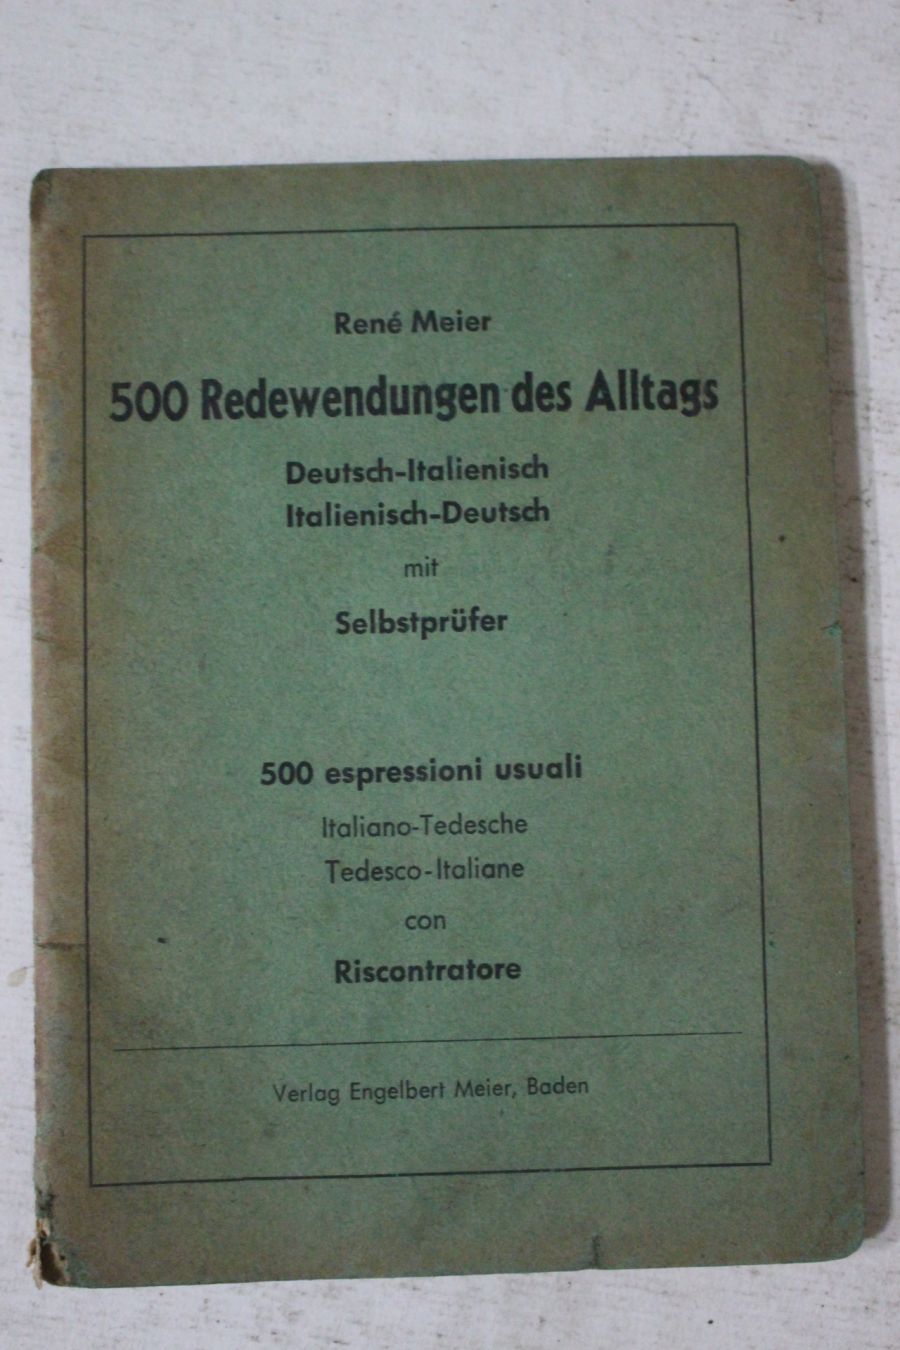 René Meier
500 Redewendungen des Alltags
Deutsch-Italienisch
Italienisch-Deutsch
mit
Selbstprüfer
500 espressioni usuali
Italiano-Tedesche
Tedesco-Italiane
con
Riscontratore
Verlag Engelbert Meier, Baden